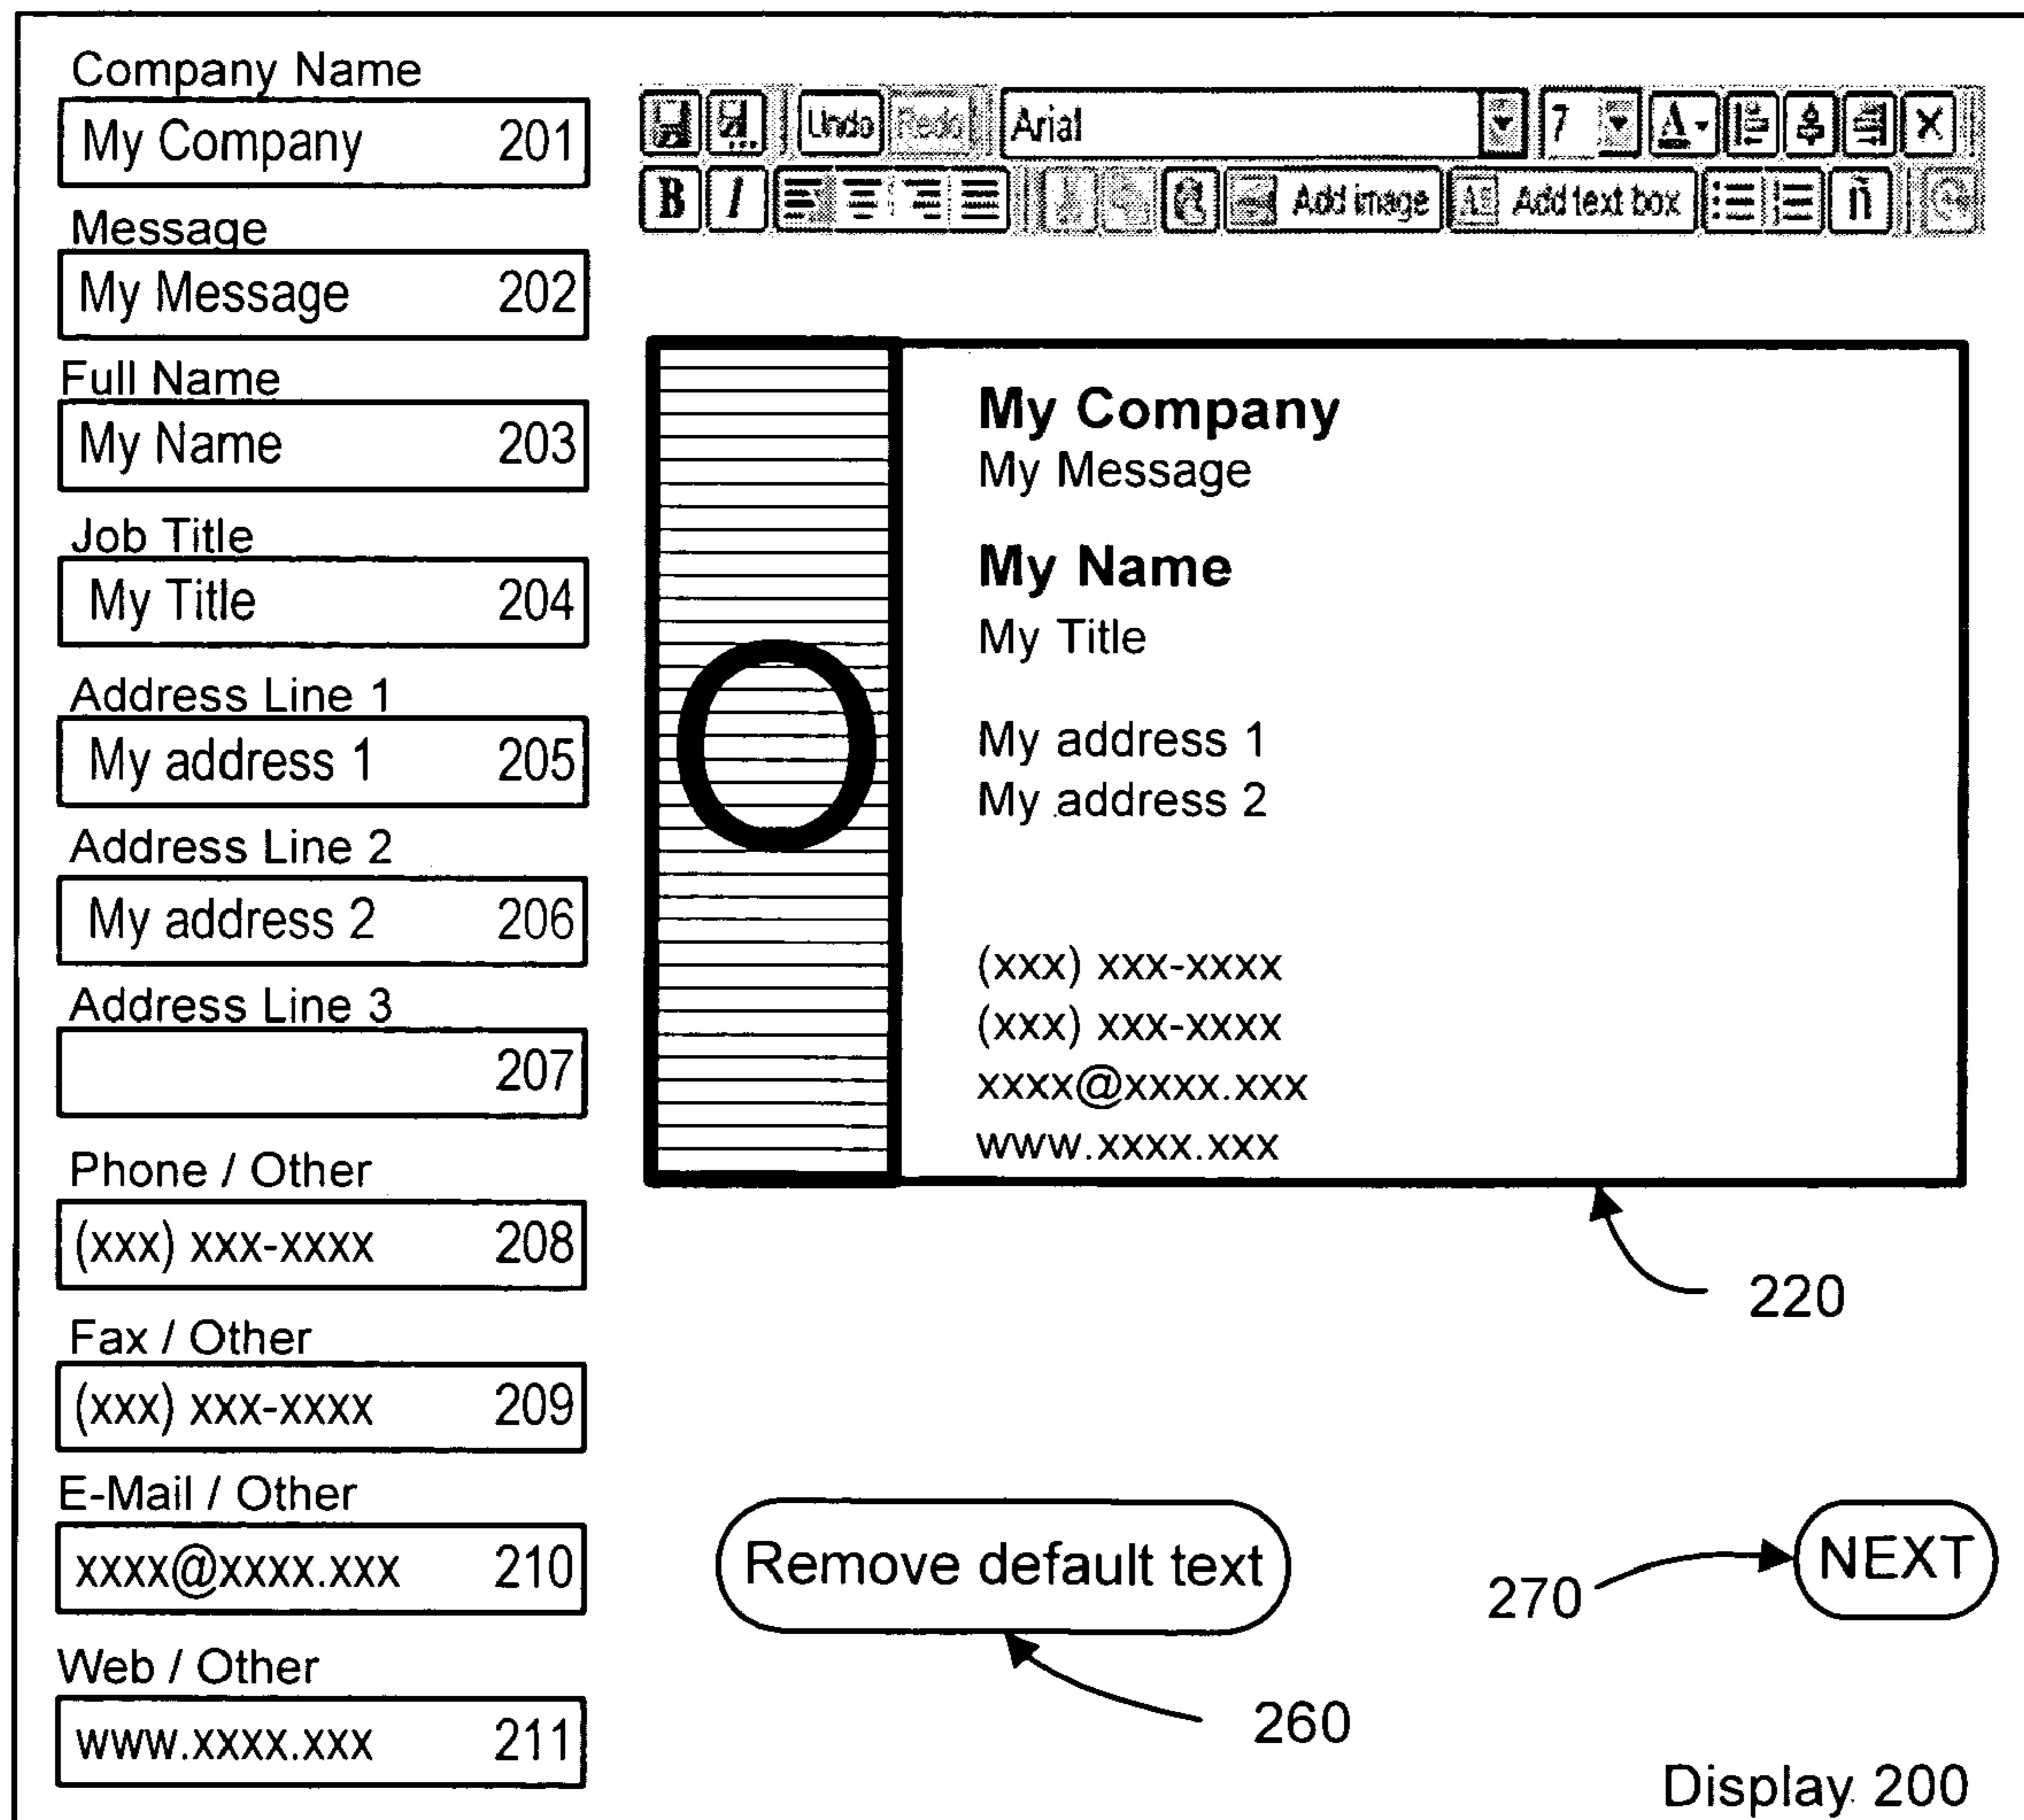 Company Name
My Company 201
Message
My Message 202
Full Name
My Name 203
Job Title
My Title 204
Address Line 1
My address 1 205
Address Line 2
My address 2 206
Address Line 3
207
Phone / Other
(xxx) xxx-xxxx 208
Fax / Other
(xxx) xxx-xxxx 209
E-Mail / Other
xxxx@xxxx.xxx 210
Web / Other
www.xxxx.xxx 211
Undo Redo Arial 7 A
B I Add image A Add text box ñ
My Company
My Message
My Name
My Title
My address 1
My address 2
(xxx) xxx-xxxx
(xxx) xxx-xxxx
xxxx@xxxx.xxx
www.xxxx.xxx
O
220
Remove default text
260
270
NEXT
Display 200